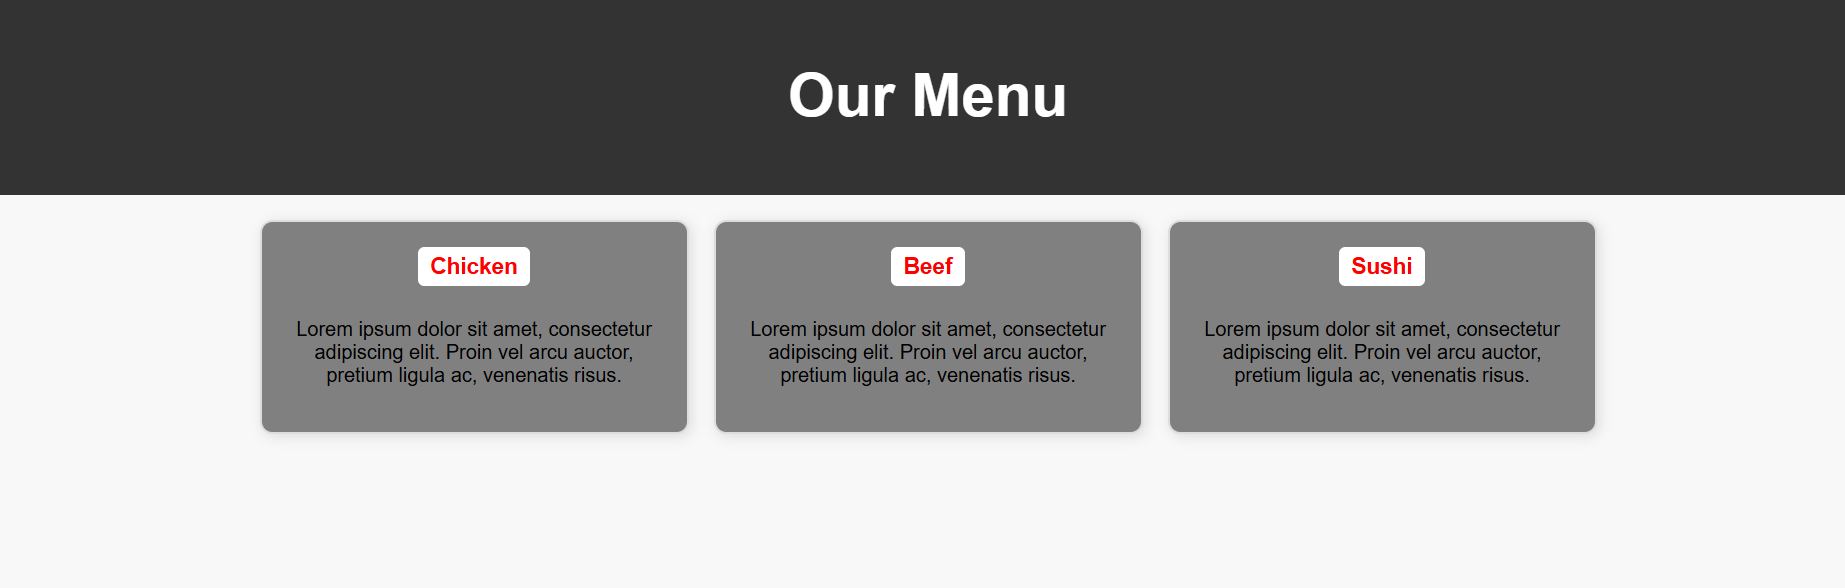 Our Menu
Chicken
Lorem ipsum dolor sit amet, consectetur
adipiscing elit. Proin vel arcu auctor,
pretium ligula ac, venenatis risus.
Beef
Lorem ipsum dolor sit amet, consectetur
adipiscing elit. Proin vel arcu auctor,
pretium ligula ac, venenatis risus.
Sushi
Lorem ipsum dolor sit amet, consectetur
adipiscing elit. Proin vel arcu auctor,
pretium ligula ac, venenatis risus.